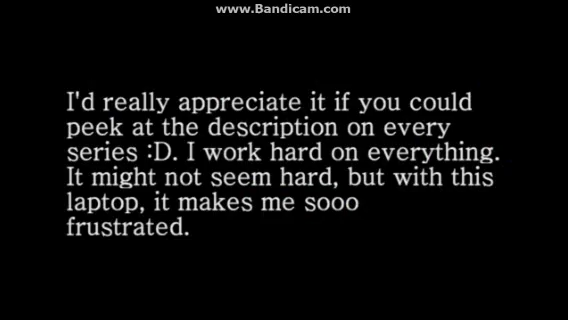 www.Bandicam.com
I'd really appreciate it if you could
peek at the description on every
series :D. I work hard on everything.
It might not seem hard, but with this
laptop, it makes me sooo
frustrated.